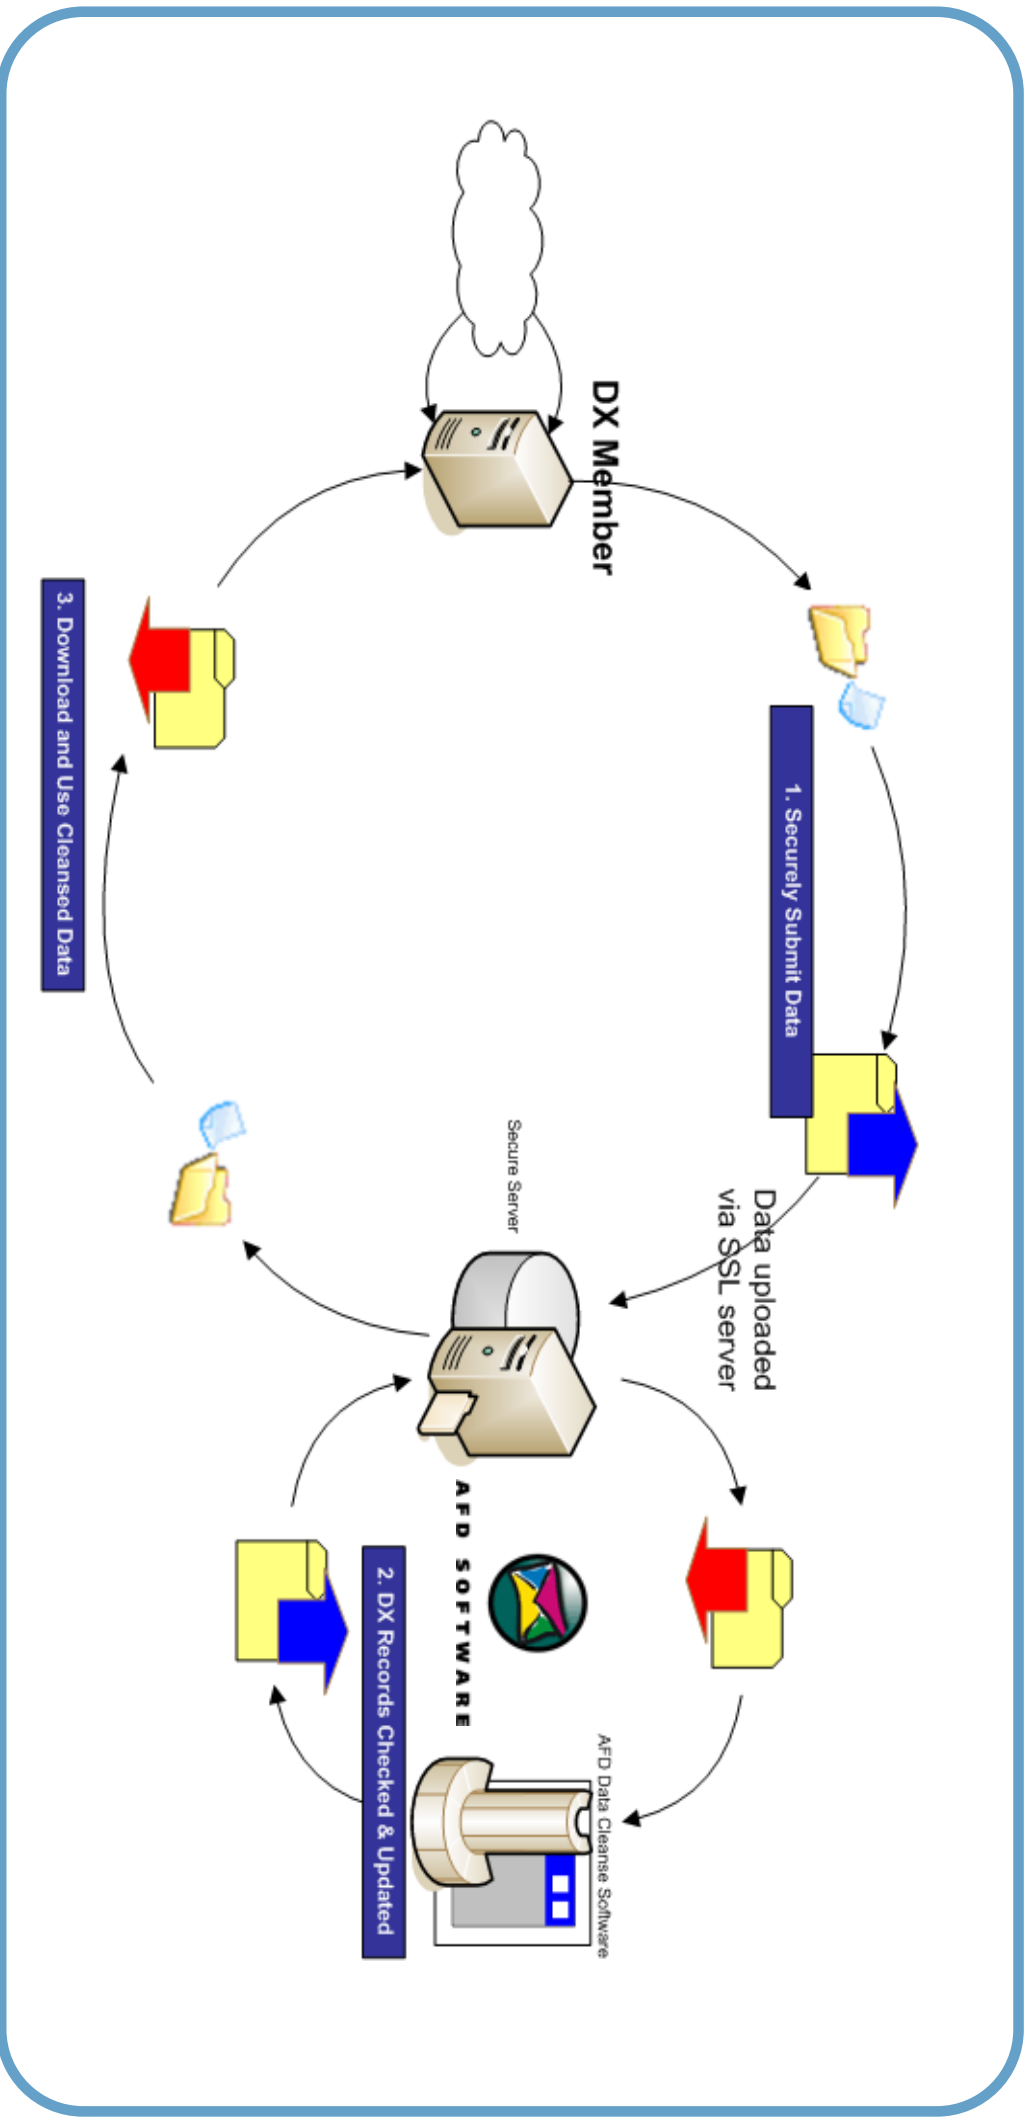 DX Member
1. Securely Submit Data
Data uploaded
via SSL server
Secure Server
AFD Data Cleanse Software
AFD SOFTWARE
2. DX Records Checked & Updated
3. Download and Use Cleansed Data